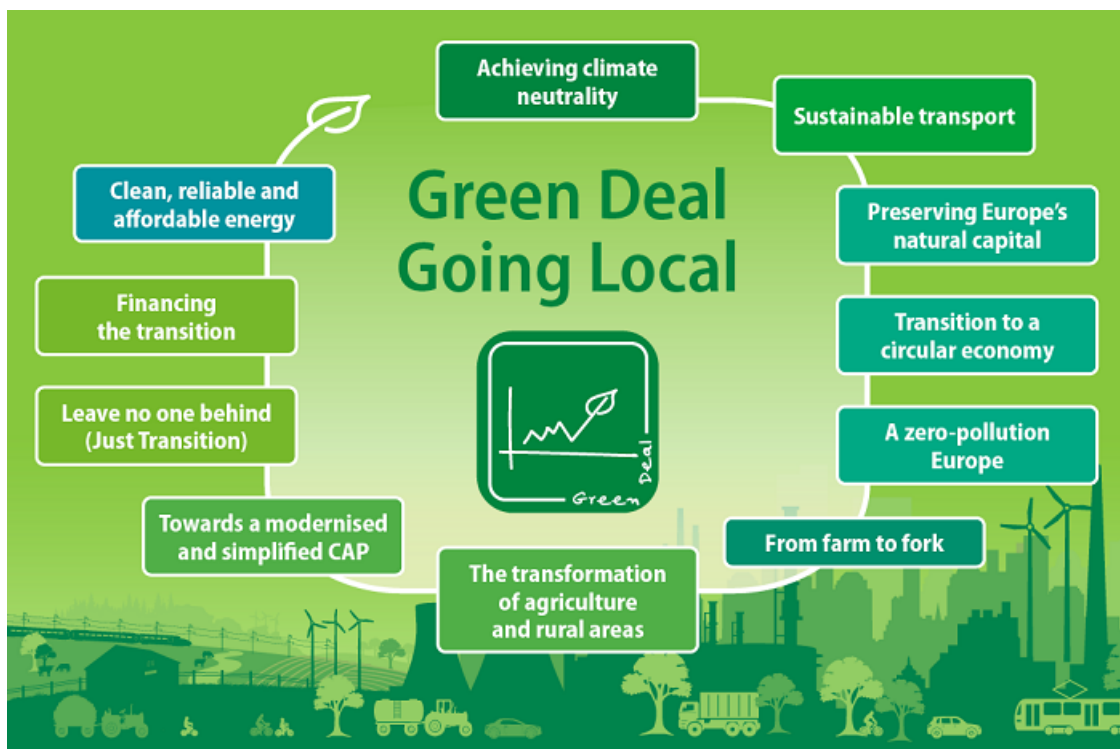 Achieving climate
neutrality
Sustainable transport
Clean, reliable and
affordable energy
Green Deal
Going Local
Preserving Europe's
natural capital
Financing
the transition
Transition to a
circular economy
Leave no one behind
(Just Transition)
A zero-pollution
Europe
Green
Deal
Towards a modernised
and simplified CAP
From farm to fork
The transformation
of agriculture
and rural areas